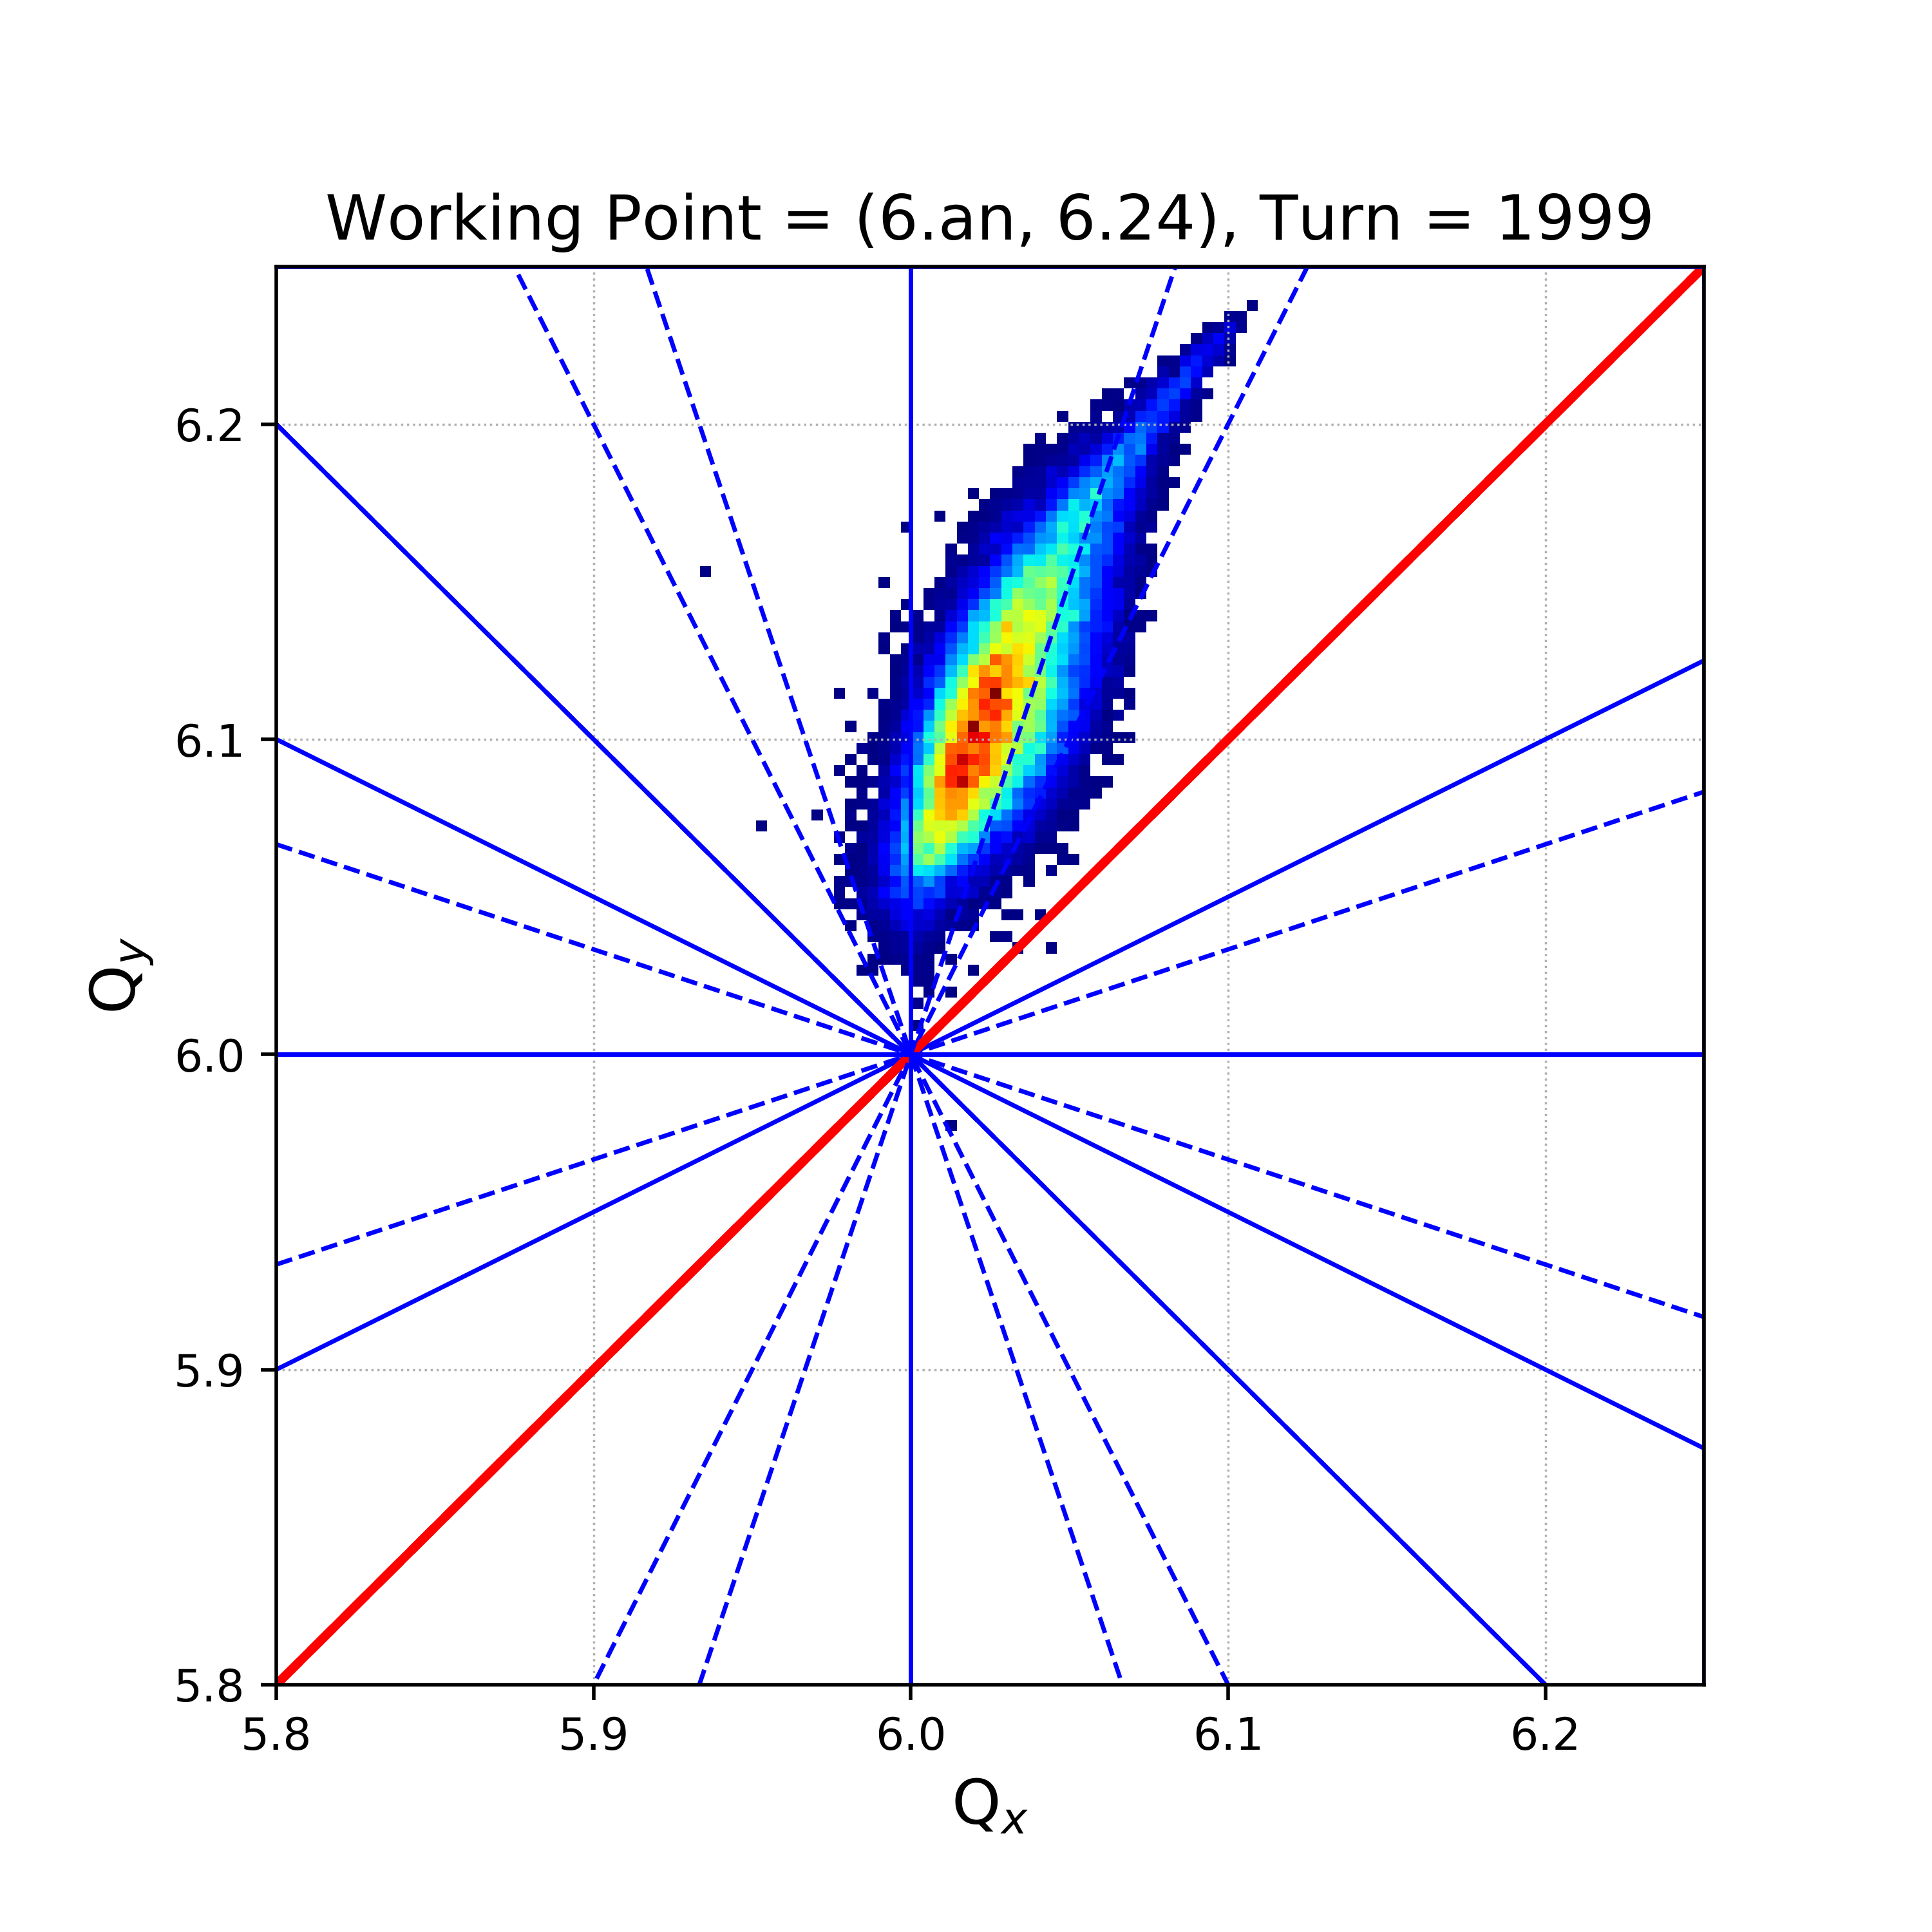 Working Point = (6.an, 6.24), Turn = 1999
6.2
6.1
6.0
5.9
5.8
Qy
5.8 5.9 6.0 6.1 6.2
Qx